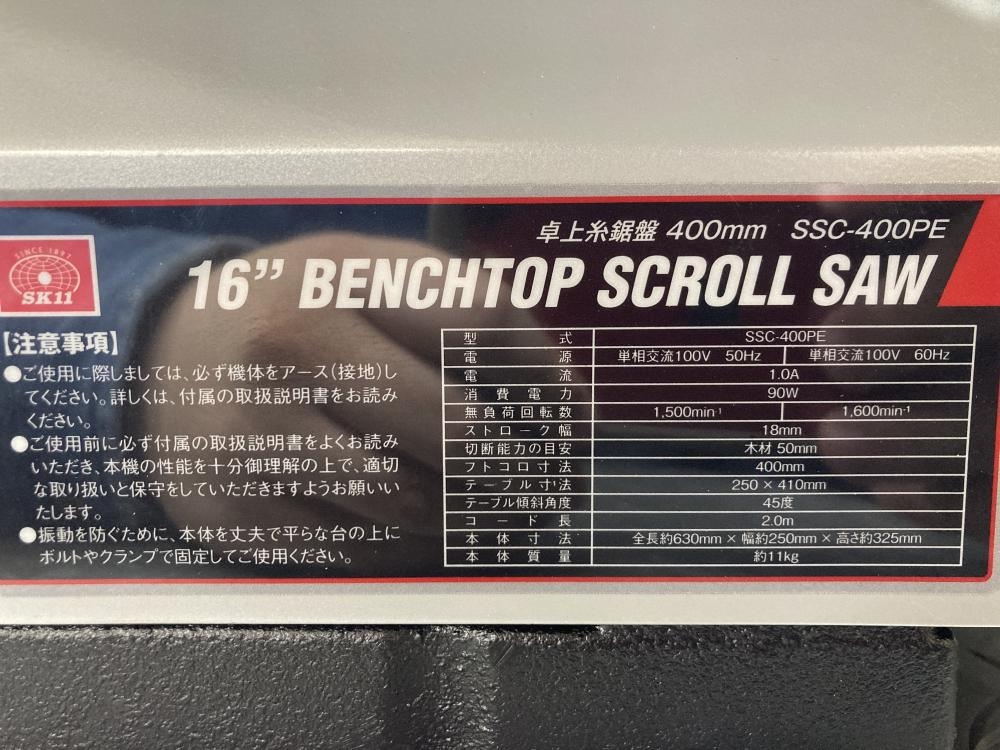 卓上糸鋸盤 400mm SSC-400PE
SINCE 1897
SK11
16” BENCHTOP SCROLL SAW
【注意事項】
●ご使用に際しましては、必ず機体をアース(接地)し
てください。詳しくは、付属の取扱説明書をお読み
ください。
●ご使用前に必ず付属の取扱説明書をよくお読み
いただき、本機の性能を十分御理解の上で、適切
な取り扱いと保守をしていただきますようお願いい
たします。
●振動を防ぐために、本体を丈夫で平らな台の上に
ボルトやクランプで固定してご使用ください。
型式 SSC-400PE
電源 単相交流100V 50Hz 単相交流100V 60Hz
電流 1.0A
消費電力 90W
無負荷回転数 1,500min-1 1,600min-1
ストローク幅 18mm
切断能力の目安 木材 50mm
フトコロ寸法 400mm
テーブル寸法 250×410mm
テーブル傾斜角度 45度
コード長 2.0m
本体寸法 全長約630mm×幅約250mm×高さ約325mm
本体質量 約11kg